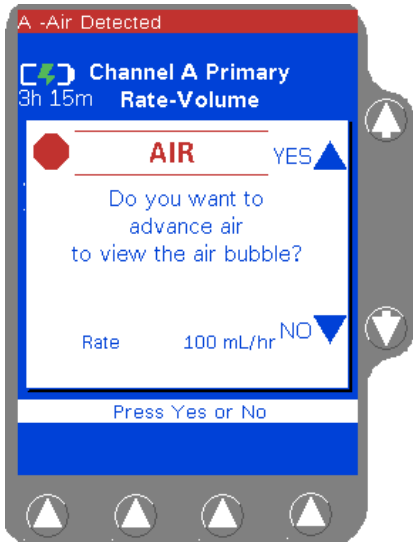 A -Air Detected
Channel A Primary
3h 15m Rate-Volume
AIR
YES
Do you want to
advance air
to view the air bubble?
NO
Rate 100 mL/hr
Press Yes or No